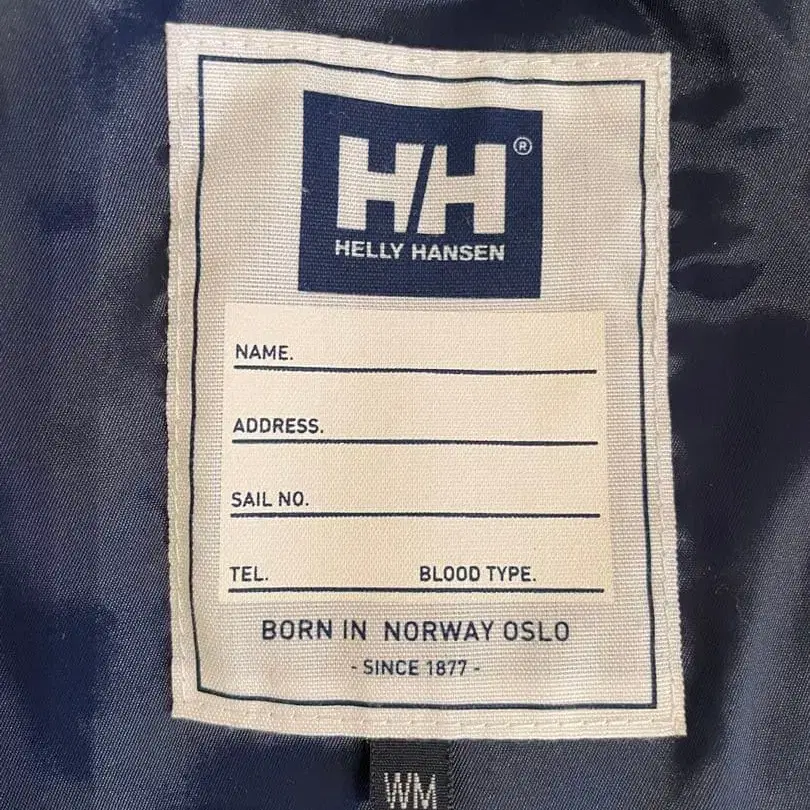 HH®
HELLY HANSEN
NAME.
ADDRESS.
SAIL NO.
TEL. BLOOD TYPE.
BORN IN NORWAY OSLO
- SINCE 1877 -
WM